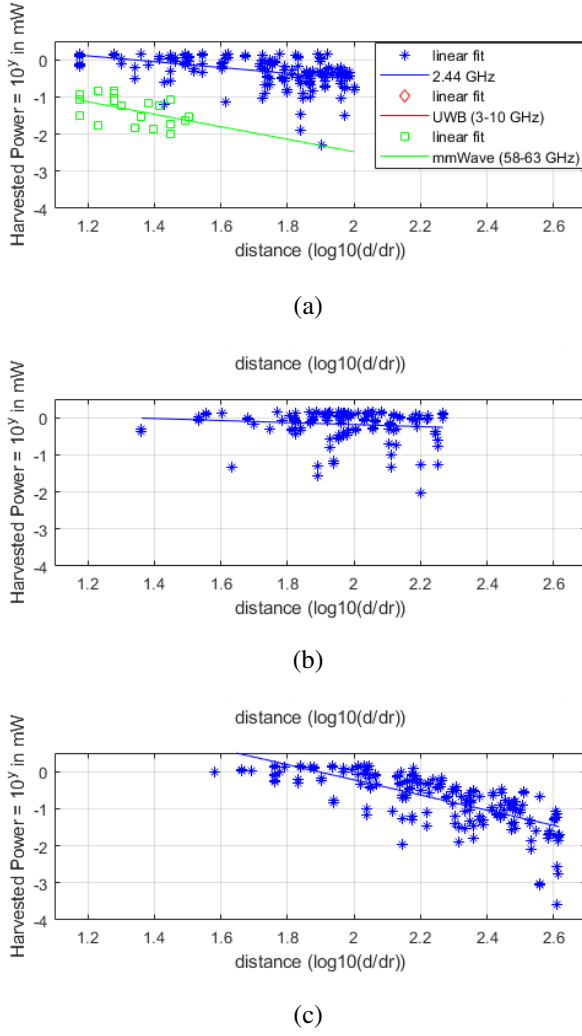 Harvested Power = 10^y in mW
0
-1
-2
-3
-4
linear fit
2.44 GHz
linear fit
UWB (3-10 GHz)
linear fit
mmWave (58-63 GHz)
1.2 1.4 1.6 1.8 2 2.2 2.4 2.6
distance (log10(d/dr))
(a)
distance (log10(d/dr))
Harvested Power = 10^y in mW
0
-1
-2
-3
-4
1.2 1.4 1.6 1.8 2 2.2 2.4 2.6
distance (log10(d/dr))
(b)
distance (log10(d/dr))
Harvested Power = 10^y in mW
0
-1
-2
-3
-4
1.2 1.4 1.6 1.8 2 2.2 2.4 2.6
distance (log10(d/dr))
(c)